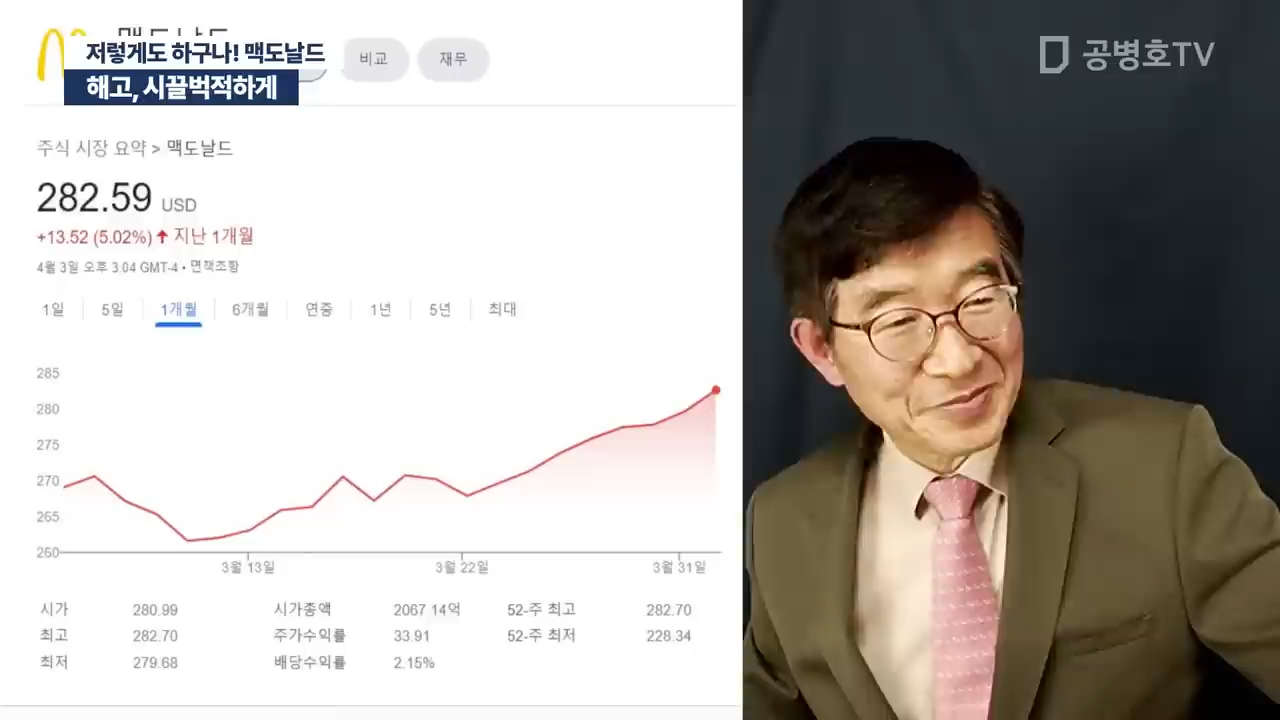 저렇게도 하구나! 맥도날드
해고, 시끌벅적하게
비교
재무
공병호TV
주식 시장 요약 > 맥도날드
282.59 USD
+13.52 (5.02%) ↑ 지난 1개월
4월 3일 오후 3:04 GMT-4 • 면책조항
1일 5일 1개월 6개월 연중 1년 5년 최대
285
280
275
270
265
260
3월 13일 3월 22일 3월 31일
시가 280.99 시가총액 2067.14억 52-주 최고 282.70
최고 282.70 주가수익률 33.91 52-주 최저 228.34
최저 279.68 배당수익률 2.15%